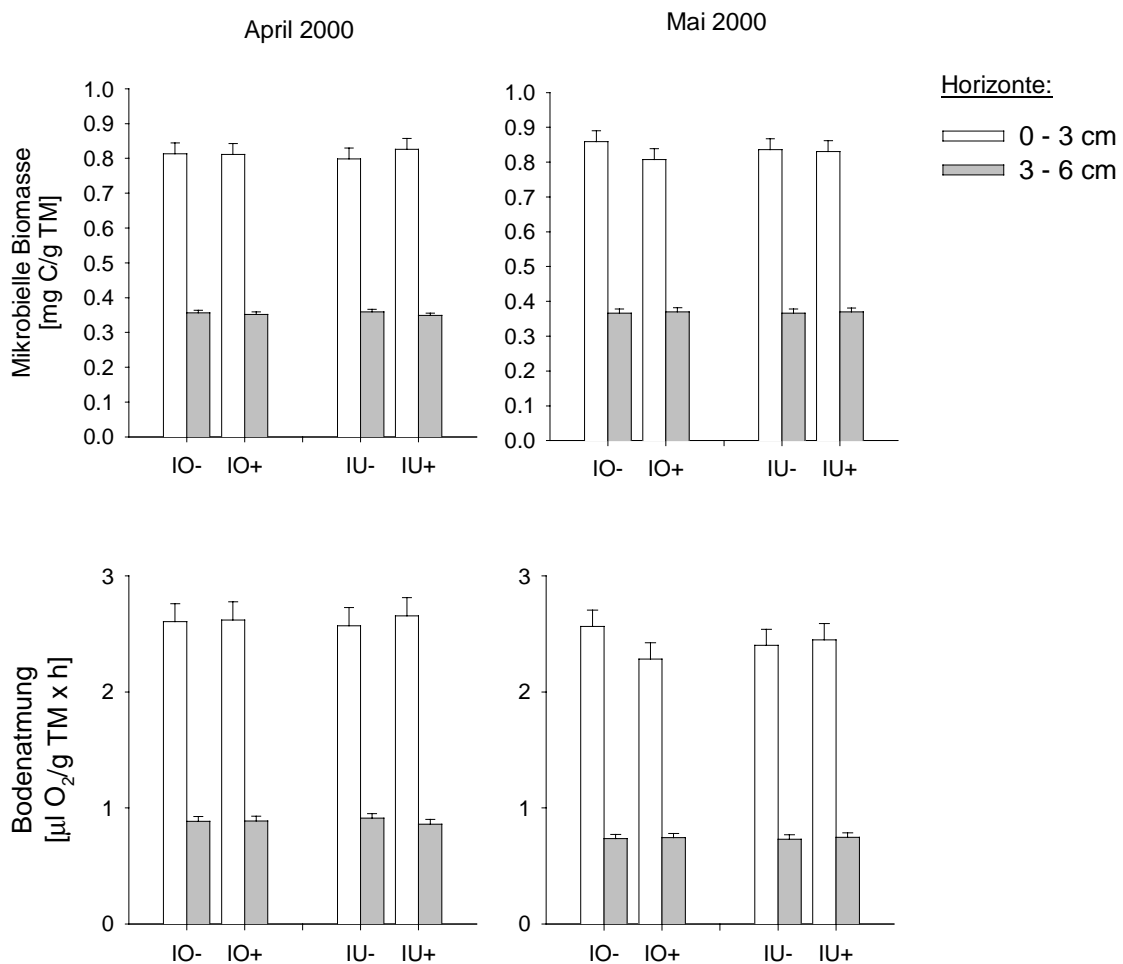 April 2000
Mai 2000
Horizonte:
0 - 3 cm
3 - 6 cm
Mikrobielle Biomasse
[mg C/g TM]
1.0
0.9
0.8
0.7
0.6
0.5
0.4
0.3
0.2
0.1
0.0
IO- IO+ IU- IU+
1.0
0.9
0.8
0.7
0.6
0.5
0.4
0.3
0.2
0.1
0.0
IO- IO+ IU- IU+
Bodenatmung
[µl O₂/g TM x h]
3
2
1
0
IO- IO+ IU- IU+
3
2
1
0
IO- IO+ IU- IU+